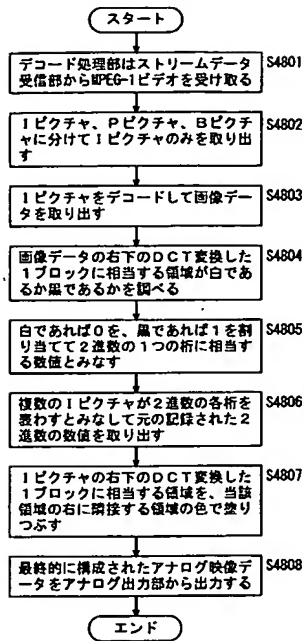 スタート
デコード処理部はストリームデータ
受信部からMPEG-1ビデオを受け取る
S4801
Iピクチャ、Pピクチャ、Bピクチ
ャに分けてIピクチャのみを取り出
す
S4802
Iピクチャをデコードして画像デー
タを取り出す
S4803
画像データの右下のDCT変換した
1ブロックに相当する領域が白であ
るか黒であるかを調べる
S4804
白であれば0を、黒であれば1を割
り当てて2進数の1つの桁に相当す
る数値とみなす
S4805
複数のIピクチャが2進数の各桁を
表わすとみなして元の記録された2
進数の数値を取り出す
S4806
Iピクチャの右下のDCT変換した
1ブロックに相当する領域を、当該
領域の右に隣接する領域の色で塗り
つぶす
S4807
最終的に構成されたアナログ映像デ
ータをアナログ出力部から出力する
S4808
エンド